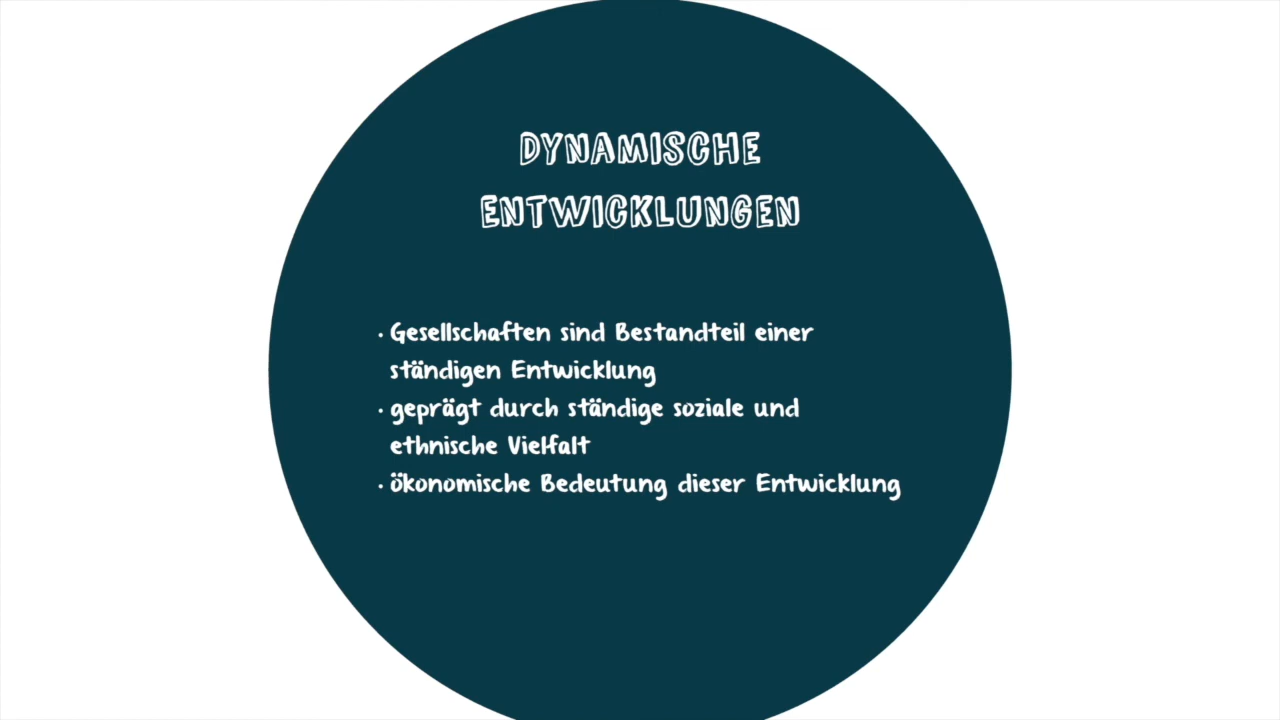 DYNAMISCHE
ENTWICKLUNGEN
· Gesellschaften sind Bestandteil einer
ständigen Entwicklung
· geprägt durch ständige soziale und
ethnische Vielfalt
· ökonomische Bedeutung dieser Entwicklung